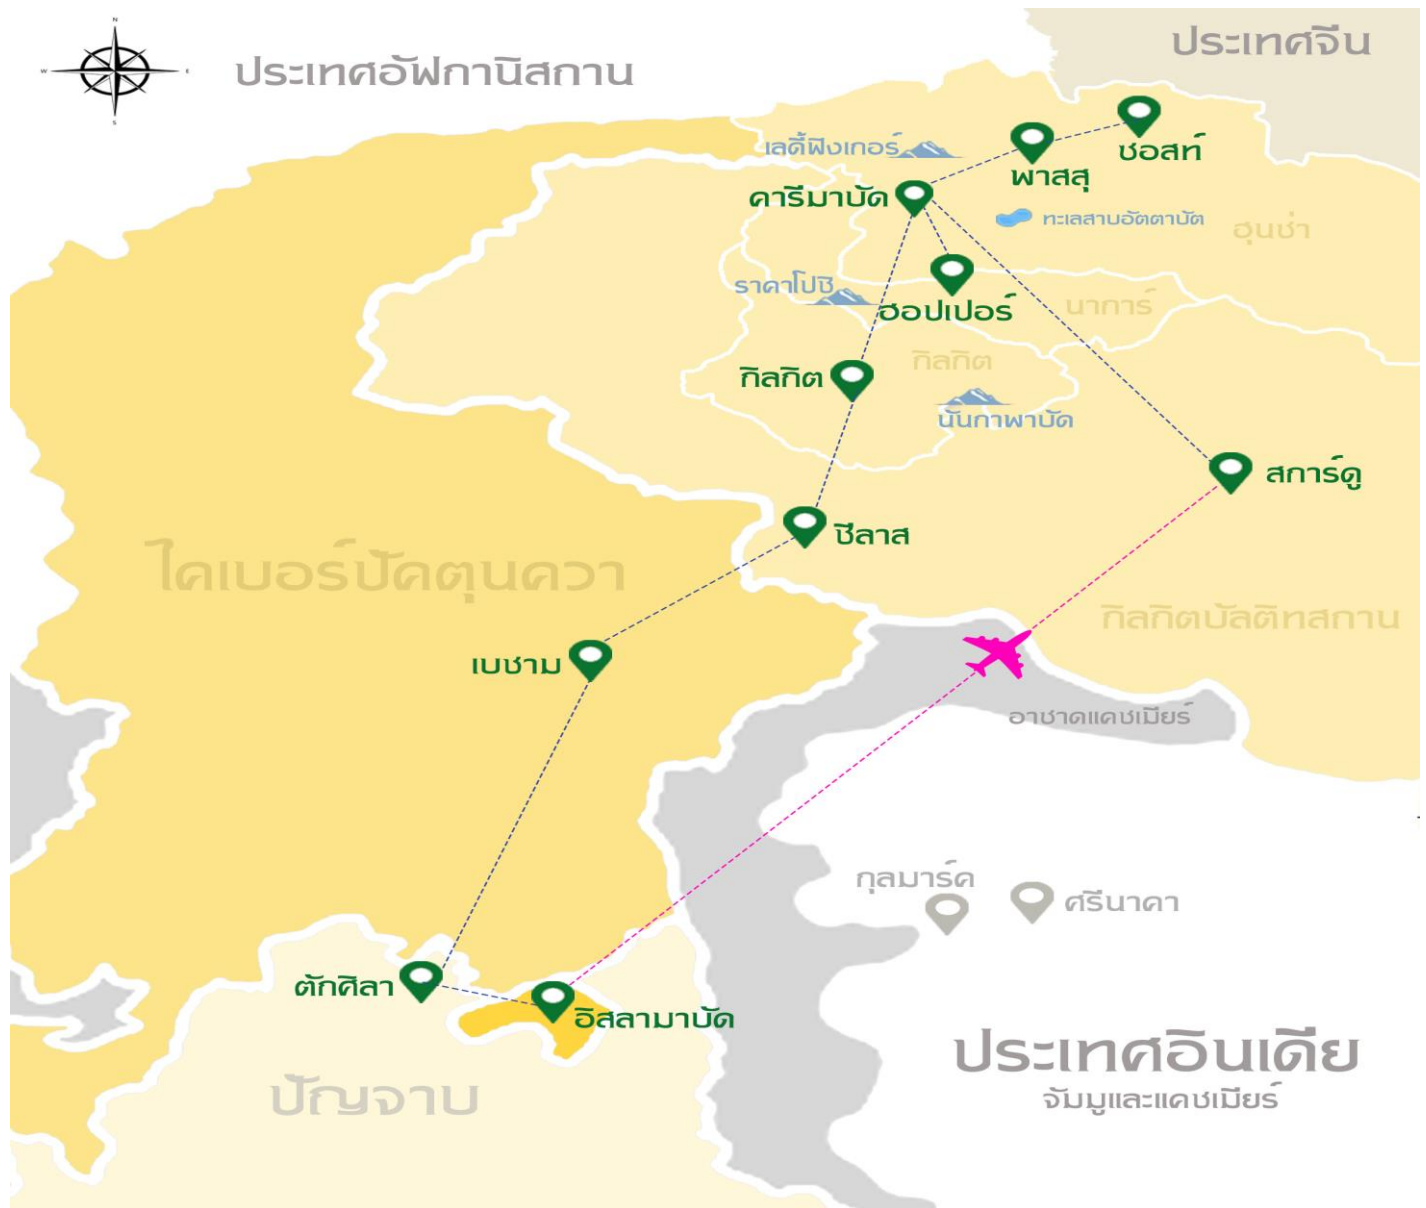 N
W
E
S
ประเทศอัฟกานิสถาน
ประเทศจีน
เลดี้ฟิงเกอร์
ชอสท์
พาสสุ
คารีมาบัด
ทะเลสาบอัตตาบัต
ฮุนซ่า
ราคาโปชิ
ฮอปเปอร์
นาการ์
กิลกิต
กิลกิต
นันกาพาบัด
สการ์ดู
ชีลาส
ไคเบอร์ปัคตุนควา
กิลกิตบัลติทสถาน
เบชาม
อาซาดแคชเมียร์
กุลมาร์ค
ศรีนาคา
ตักศิลา
อิสลามาบัด
ประเทศอินเดีย
จัมมูและแคชเมียร์
ปัญจาบ